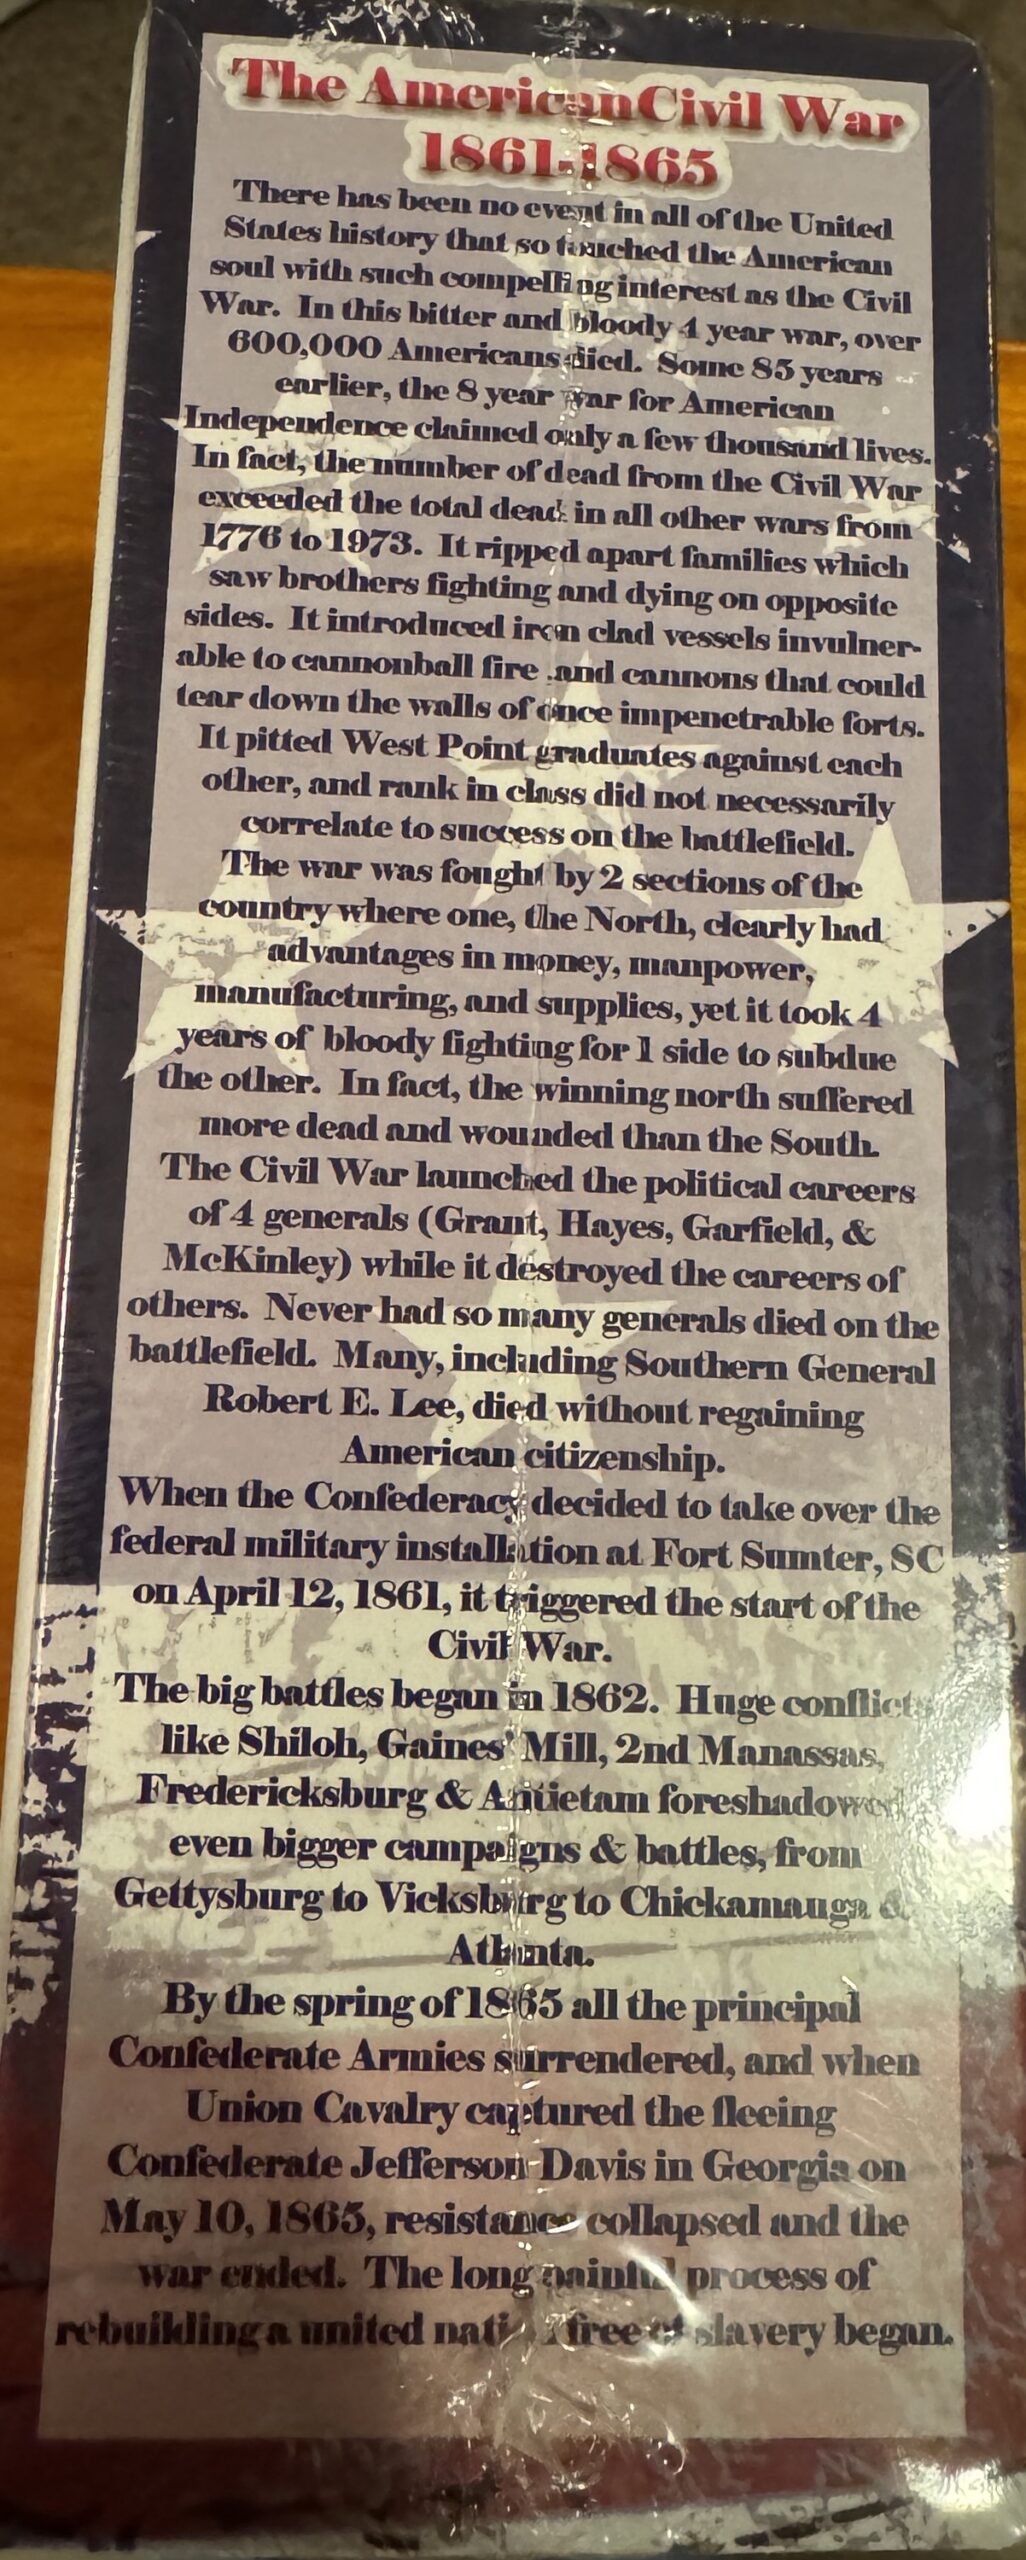 The American Civil War
1861-1865
There has been no event in all of the United
States history that so touched the American
soul with such compelling interest as the Civil
War. In this bitter and bloody 4 year war, over
600,000 Americans died. Some 85 years
earlier, the 8 year war for American
Independence claimed only a few thousand lives.
In fact, the number of dead from the Civil War
exceeded the total dead in all other wars from
1776 to 1973. It ripped apart families which
saw brothers fighting and dying on opposite
sides. It introduced iron clad vessels invulner-
able to cannonball fire and cannons that could
tear down the walls of once impenetrable forts.
It pitted West Point graduates against each
other, and rank in class did not necessarily
correlate to success on the battlefield.
The war was fought by 2 sections of the
country where one, the North, clearly had
advantages in money, manpower,
manufacturing, and supplies, yet it took 4
years of bloody fighting for 1 side to subdue
the other. In fact, the winning north suffered
more dead and wounded than the South.
The Civil War launched the political careers
of 4 generals (Grant, Hayes, Garfield, &
McKinley) while it destroyed the careers of
others. Never had so many generals died on the
battlefield. Many, including Southern General
Robert E. Lee, died without regaining
American citizenship.
When the Confederacy decided to take over the
federal military installation at Fort Sumter, SC
on April 12, 1861, it triggered the start of the
Civil War.
The big battles began in 1862. Huge conflicts
like Shiloh, Gaines' Mill, 2nd Manassas,
Fredericksburg & Antietam foreshadowed
even bigger campaigns & battles, from
Gettysburg to Vicksburg to Chickamauga &
Atlanta.
By the spring of 1865 all the principal
Confederate Armies surrendered, and when
Union Cavalry captured the fleeing
Confederate Jefferson Davis in Georgia on
May 10, 1865, resistance collapsed and the
war ended. The long painful process of
rebuilding a united nation free of slavery began.